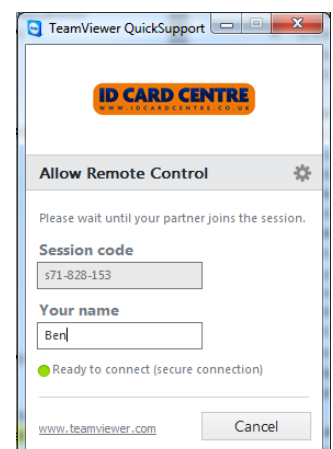 TeamViewer QuickSupport
ID CARD CENTRE
WWW.IDCARDCENTRE.CO.UK
Allow Remote Control
Please wait until your partner joins the session.
Session code
s71-828-153
Your name
Ben
Ready to connect (secure connection)
www.teamviewer.com
Cancel